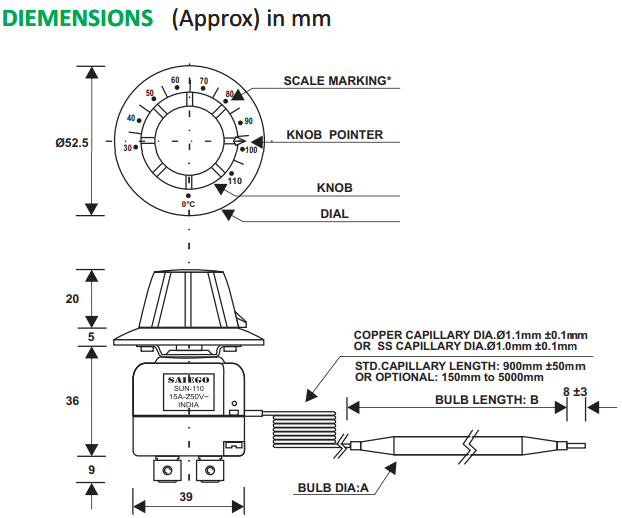 DIEMENSIONS (Approx) in mm
60
70
50
80
SCALE MARKING*
40
90
Ø52.5
KNOB POINTER
30
100
110
KNOB
0°C
DIAL
20
5
COPPER CAPILLARY DIA.Ø1.1mm ±0.1mm
OR SS CAPILLARY DIA.Ø1.0mm ±0.1mm
STD.CAPILLARY LENGTH: 900mm ±50mm
OR OPTIONAL: 150mm to 5000mm
8 ±3
BULB LENGTH: B
36
SAIEGO
SUN-110
15A-Z50V~
INDIA
9
BULB DIA:A
39